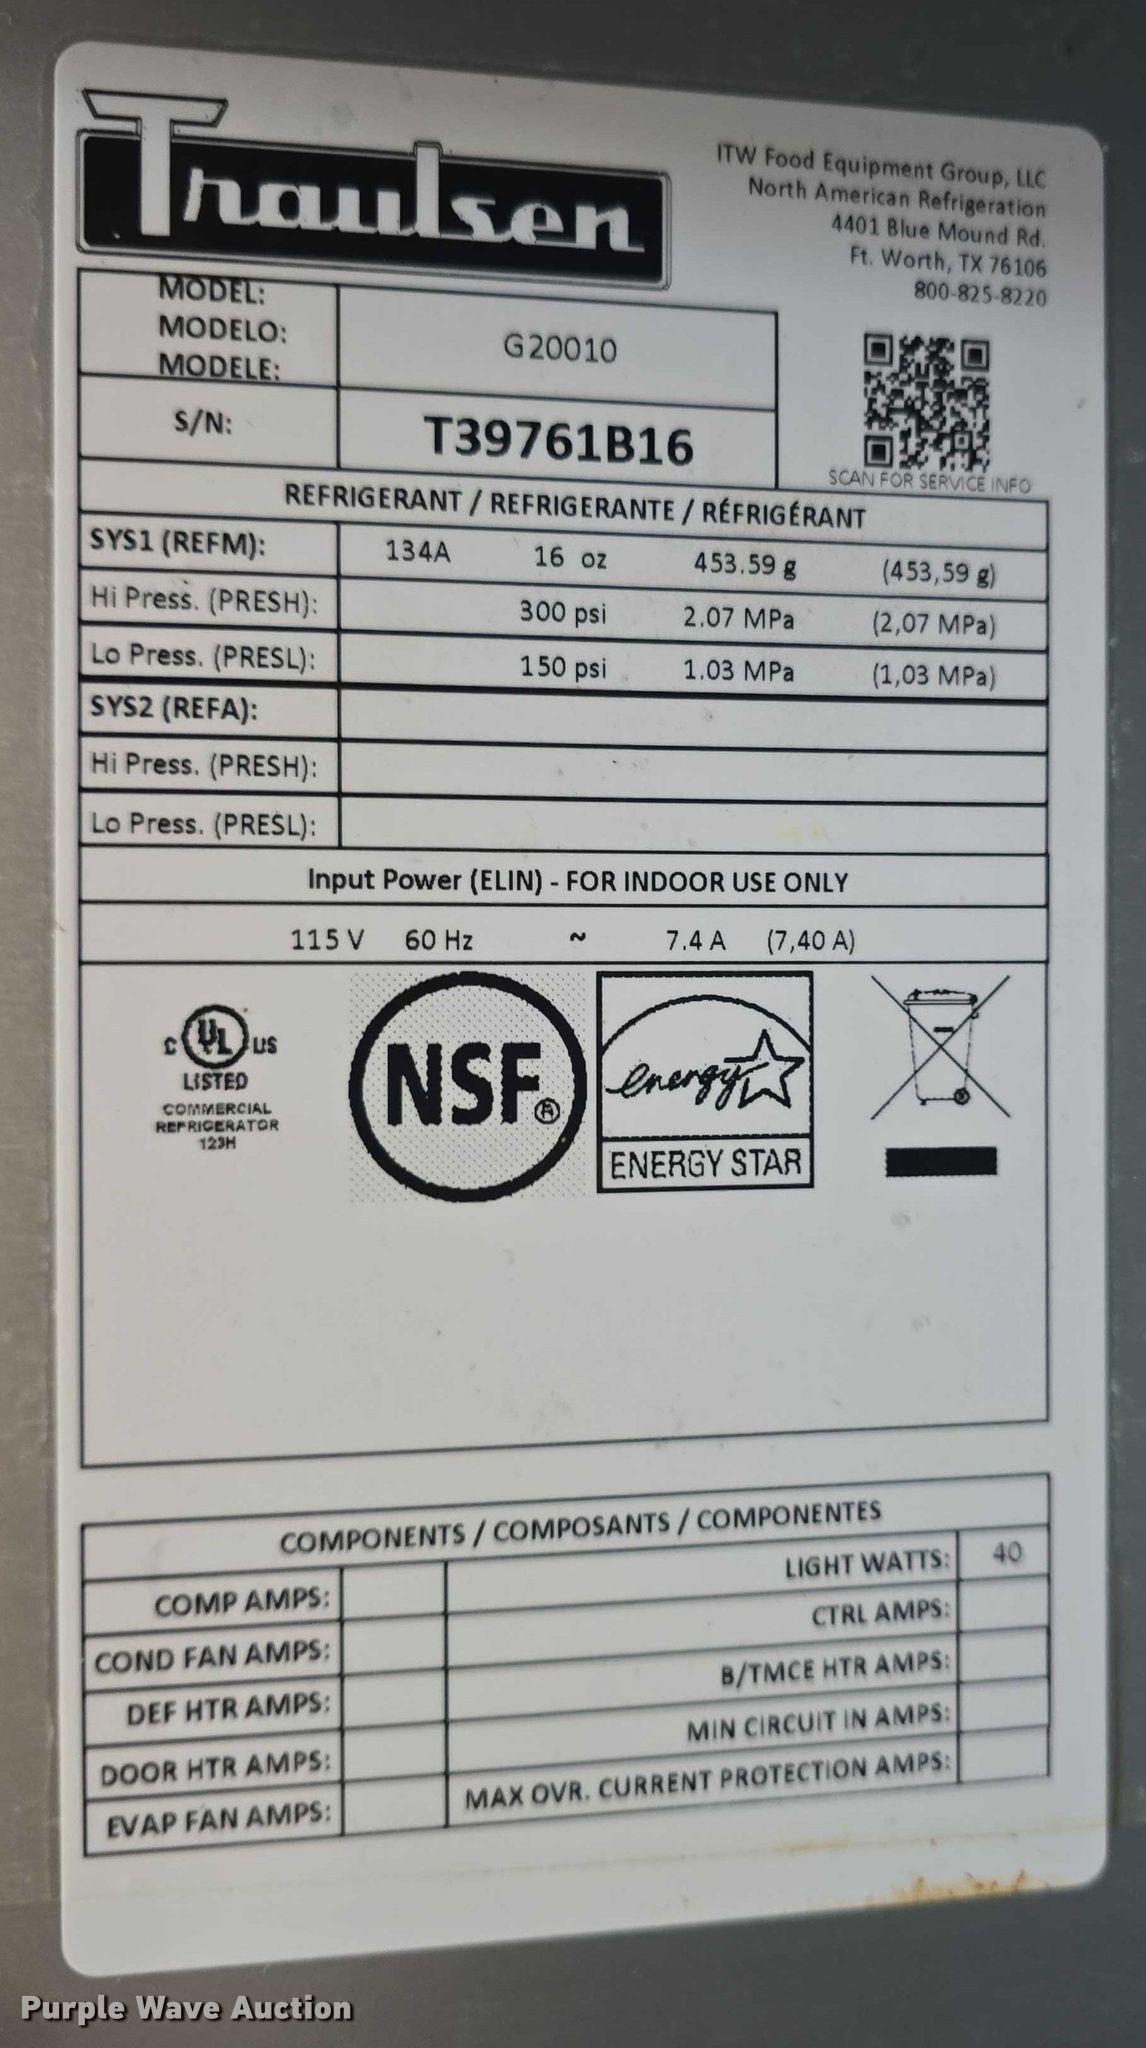 Traulsen
ITW Food Equipment Group, LLC
North American Refrigeration
4401 Blue Mound Rd.
Ft. Worth, TX 76106
800-825-8220
MODEL:
MODELO:
MODELE:
G20010
S/N:
T39761B16
SCAN FOR SERVICE INFO
REFRIGERANT / REFRIGERANTE / RÉFRIGÉRANT
SYS1 (REFM): 134A 16 oz 453.59 g (453,59 g)
Hi Press. (PRESH): 300 psi 2.07 MPa (2,07 MPa)
Lo Press. (PRESL): 150 psi 1.03 MPa (1,03 MPa)
SYS2 (REFA):
Hi Press. (PRESH):
Lo Press. (PRESL):
Input Power (ELIN) - FOR INDOOR USE ONLY
115 V 60 Hz ~ 7.4 A (7,40 A)
C UL US
LISTED
COMMERCIAL
REFRIGERATOR
123H
NSF®
energy
ENERGY STAR
COMPONENTS / COMPOSANTS / COMPONENTES
COMP AMPS: LIGHT WATTS: 40
COND FAN AMPS: CTRL AMPS:
DEF HTR AMPS: B/TMCE HTR AMPS:
DOOR HTR AMPS: MIN CIRCUIT IN AMPS:
EVAP FAN AMPS: MAX OVR. CURRENT PROTECTION AMPS:
Purple Wave Auction